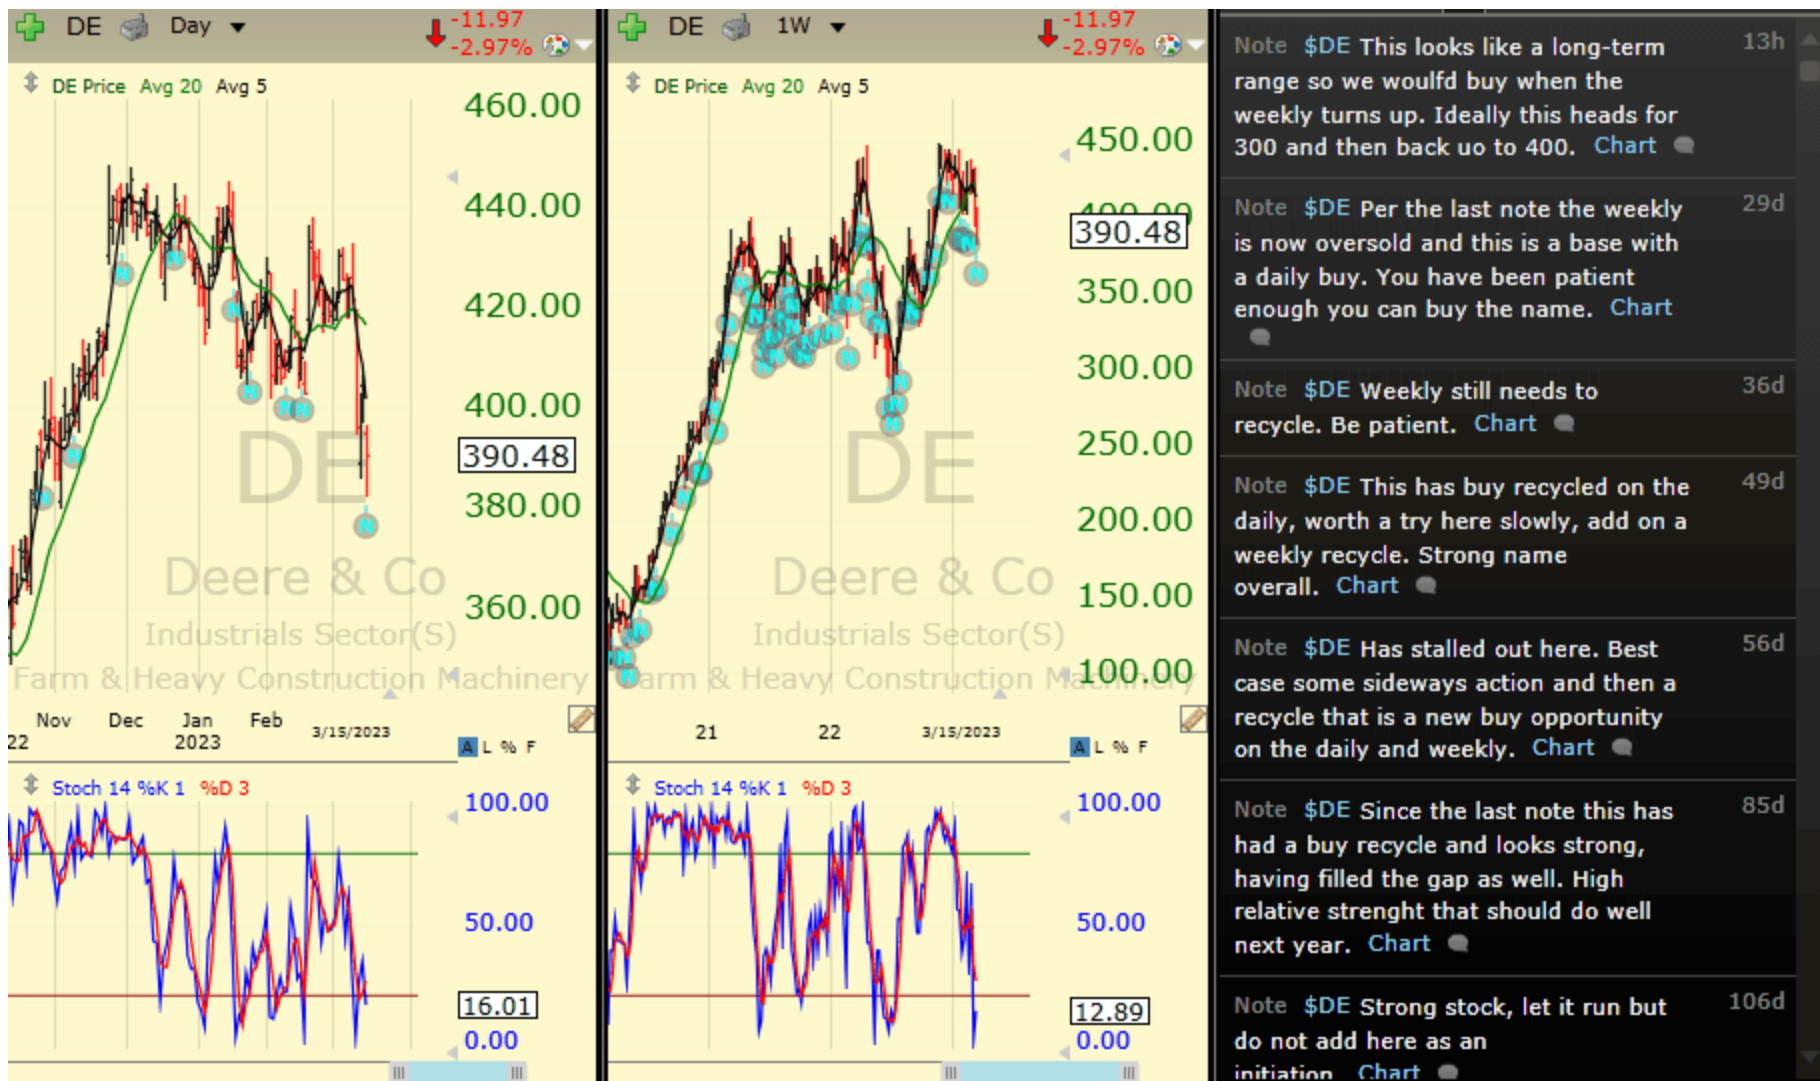 DE Day -11.97
-2.97%
DE Price Avg 20 Avg 5
460.00
440.00
420.00
400.00
390.48
380.00
360.00
DE
Deere & Co
Industrials Sector(S)
Farm & Heavy Construction Machinery
Nov Dec Jan Feb 3/15/2023
22 2023
A L % F
Stoch 14 %K 1 %D 3
100.00
50.00
16.01
0.00
DE 1W -11.97
-2.97%
DE Price Avg 20 Avg 5
450.00
400.00
390.48
350.00
300.00
250.00
200.00
150.00
100.00
DE
Deere & Co
Industrials Sector(S)
Farm & Heavy Construction Machinery
21 22 3/15/2023
A L % F
Stoch 14 %K 1 %D 3
100.00
50.00
12.89
0.00
Note $DE This looks like a long-term 13h
range so we woulfd buy when the
weekly turns up. Ideally this heads for
300 and then back uo to 400. Chart
Note $DE Per the last note the weekly 29d
is now oversold and this is a base with
a daily buy. You have been patient
enough you can buy the name. Chart
Note $DE Weekly still needs to 36d
recycle. Be patient. Chart
Note $DE This has buy recycled on the 49d
daily, worth a try here slowly, add on a
weekly recycle. Strong name
overall. Chart
Note $DE Has stalled out here. Best 56d
case some sideways action and then a
recycle that is a new buy opportunity
on the daily and weekly. Chart
Note $DE Since the last note this has 85d
had a buy recycle and looks strong,
having filled the gap as well. High
relative strenght that should do well
next year. Chart
Note $DE Strong stock, let it run but 106d
do not add here as an
initiation. Chart